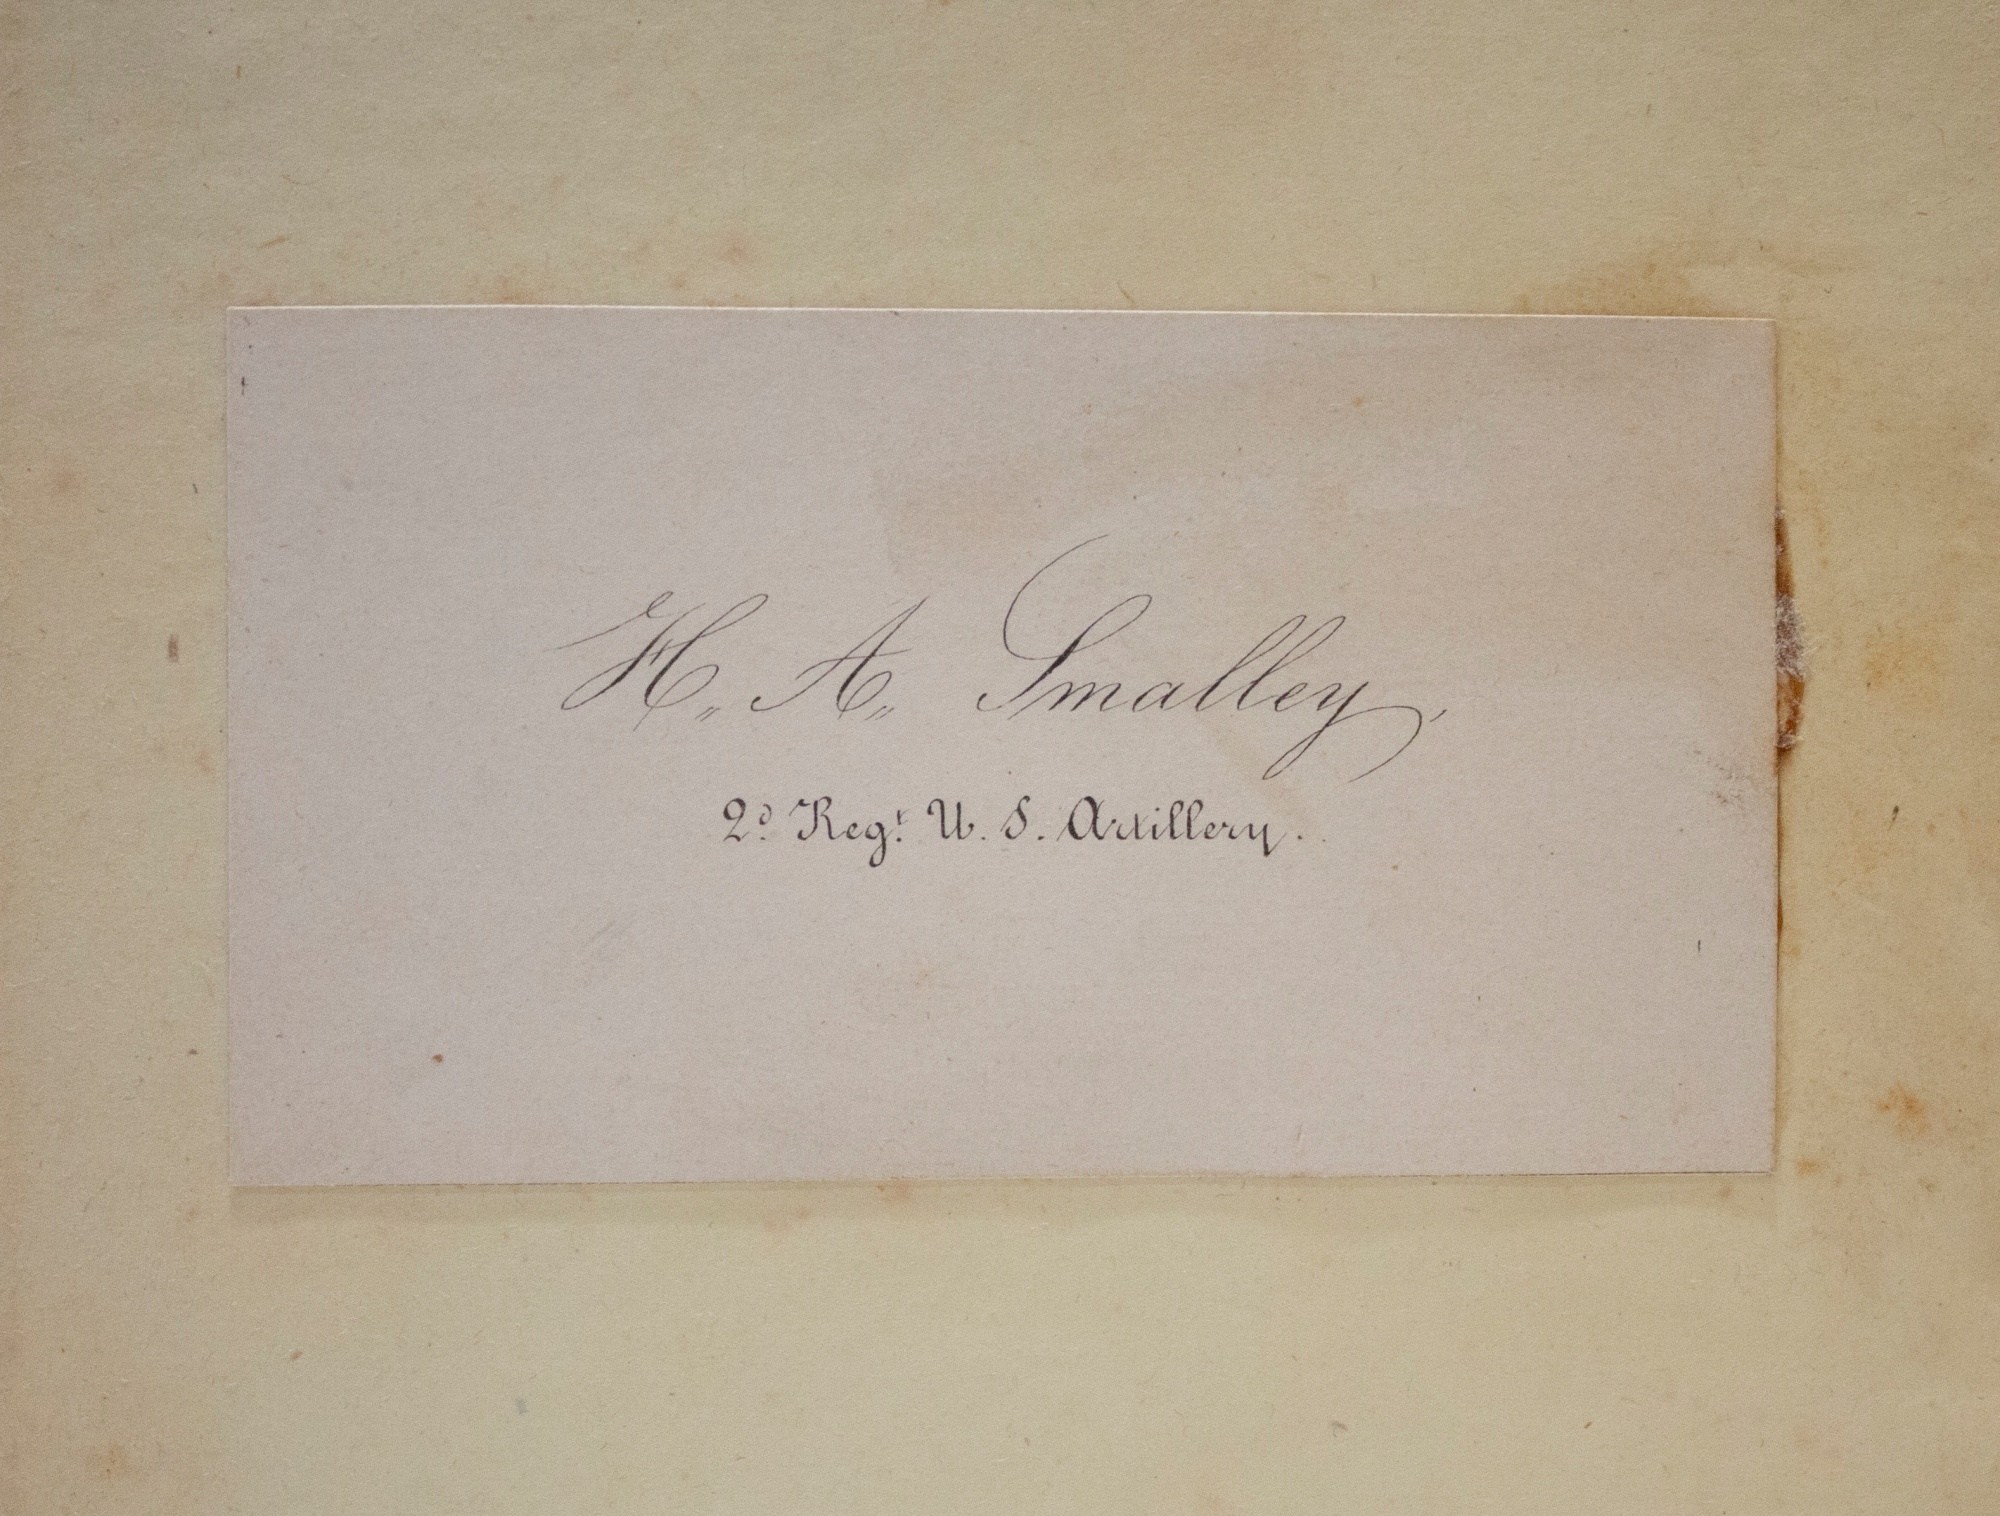 H. A. Smalley,
2d Regt U. S. Artillery.